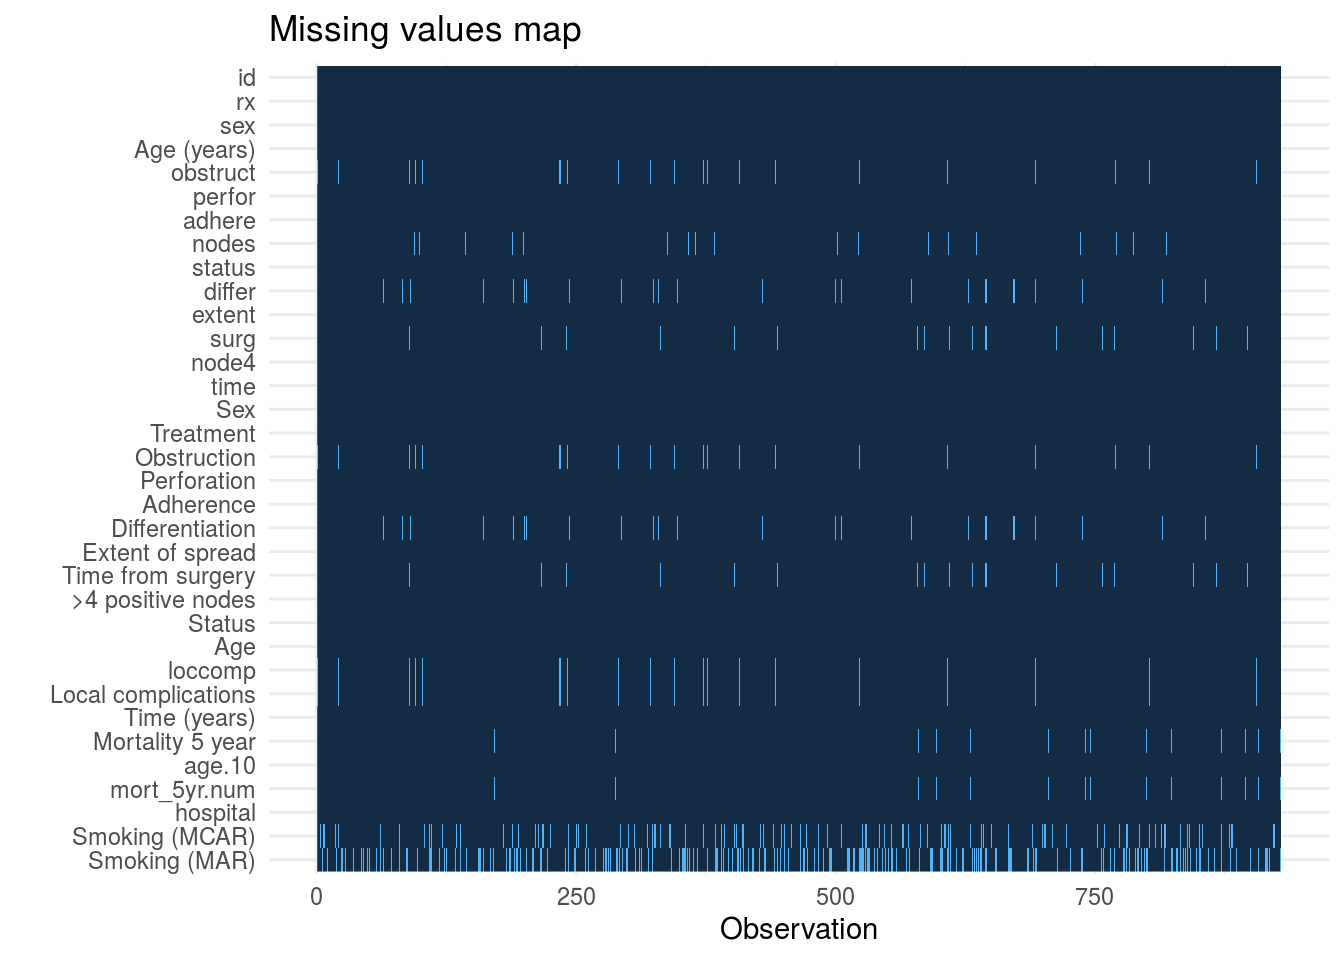 Missing values map
id
rx
sex
Age (years)
obstruct
perfor
adhere
nodes
status
differ
extent
surg
node4
time
Sex
Treatment
Obstruction
Perforation
Adherence
Differentiation
Extent of spread
Time from surgery
>4 positive nodes
Status
Age
loccomp
Local complications
Time (years)
Mortality 5 year
age.10
mort_5yr.num
hospital
Smoking (MCAR)
Smoking (MAR)
0 250 500 750
Observation